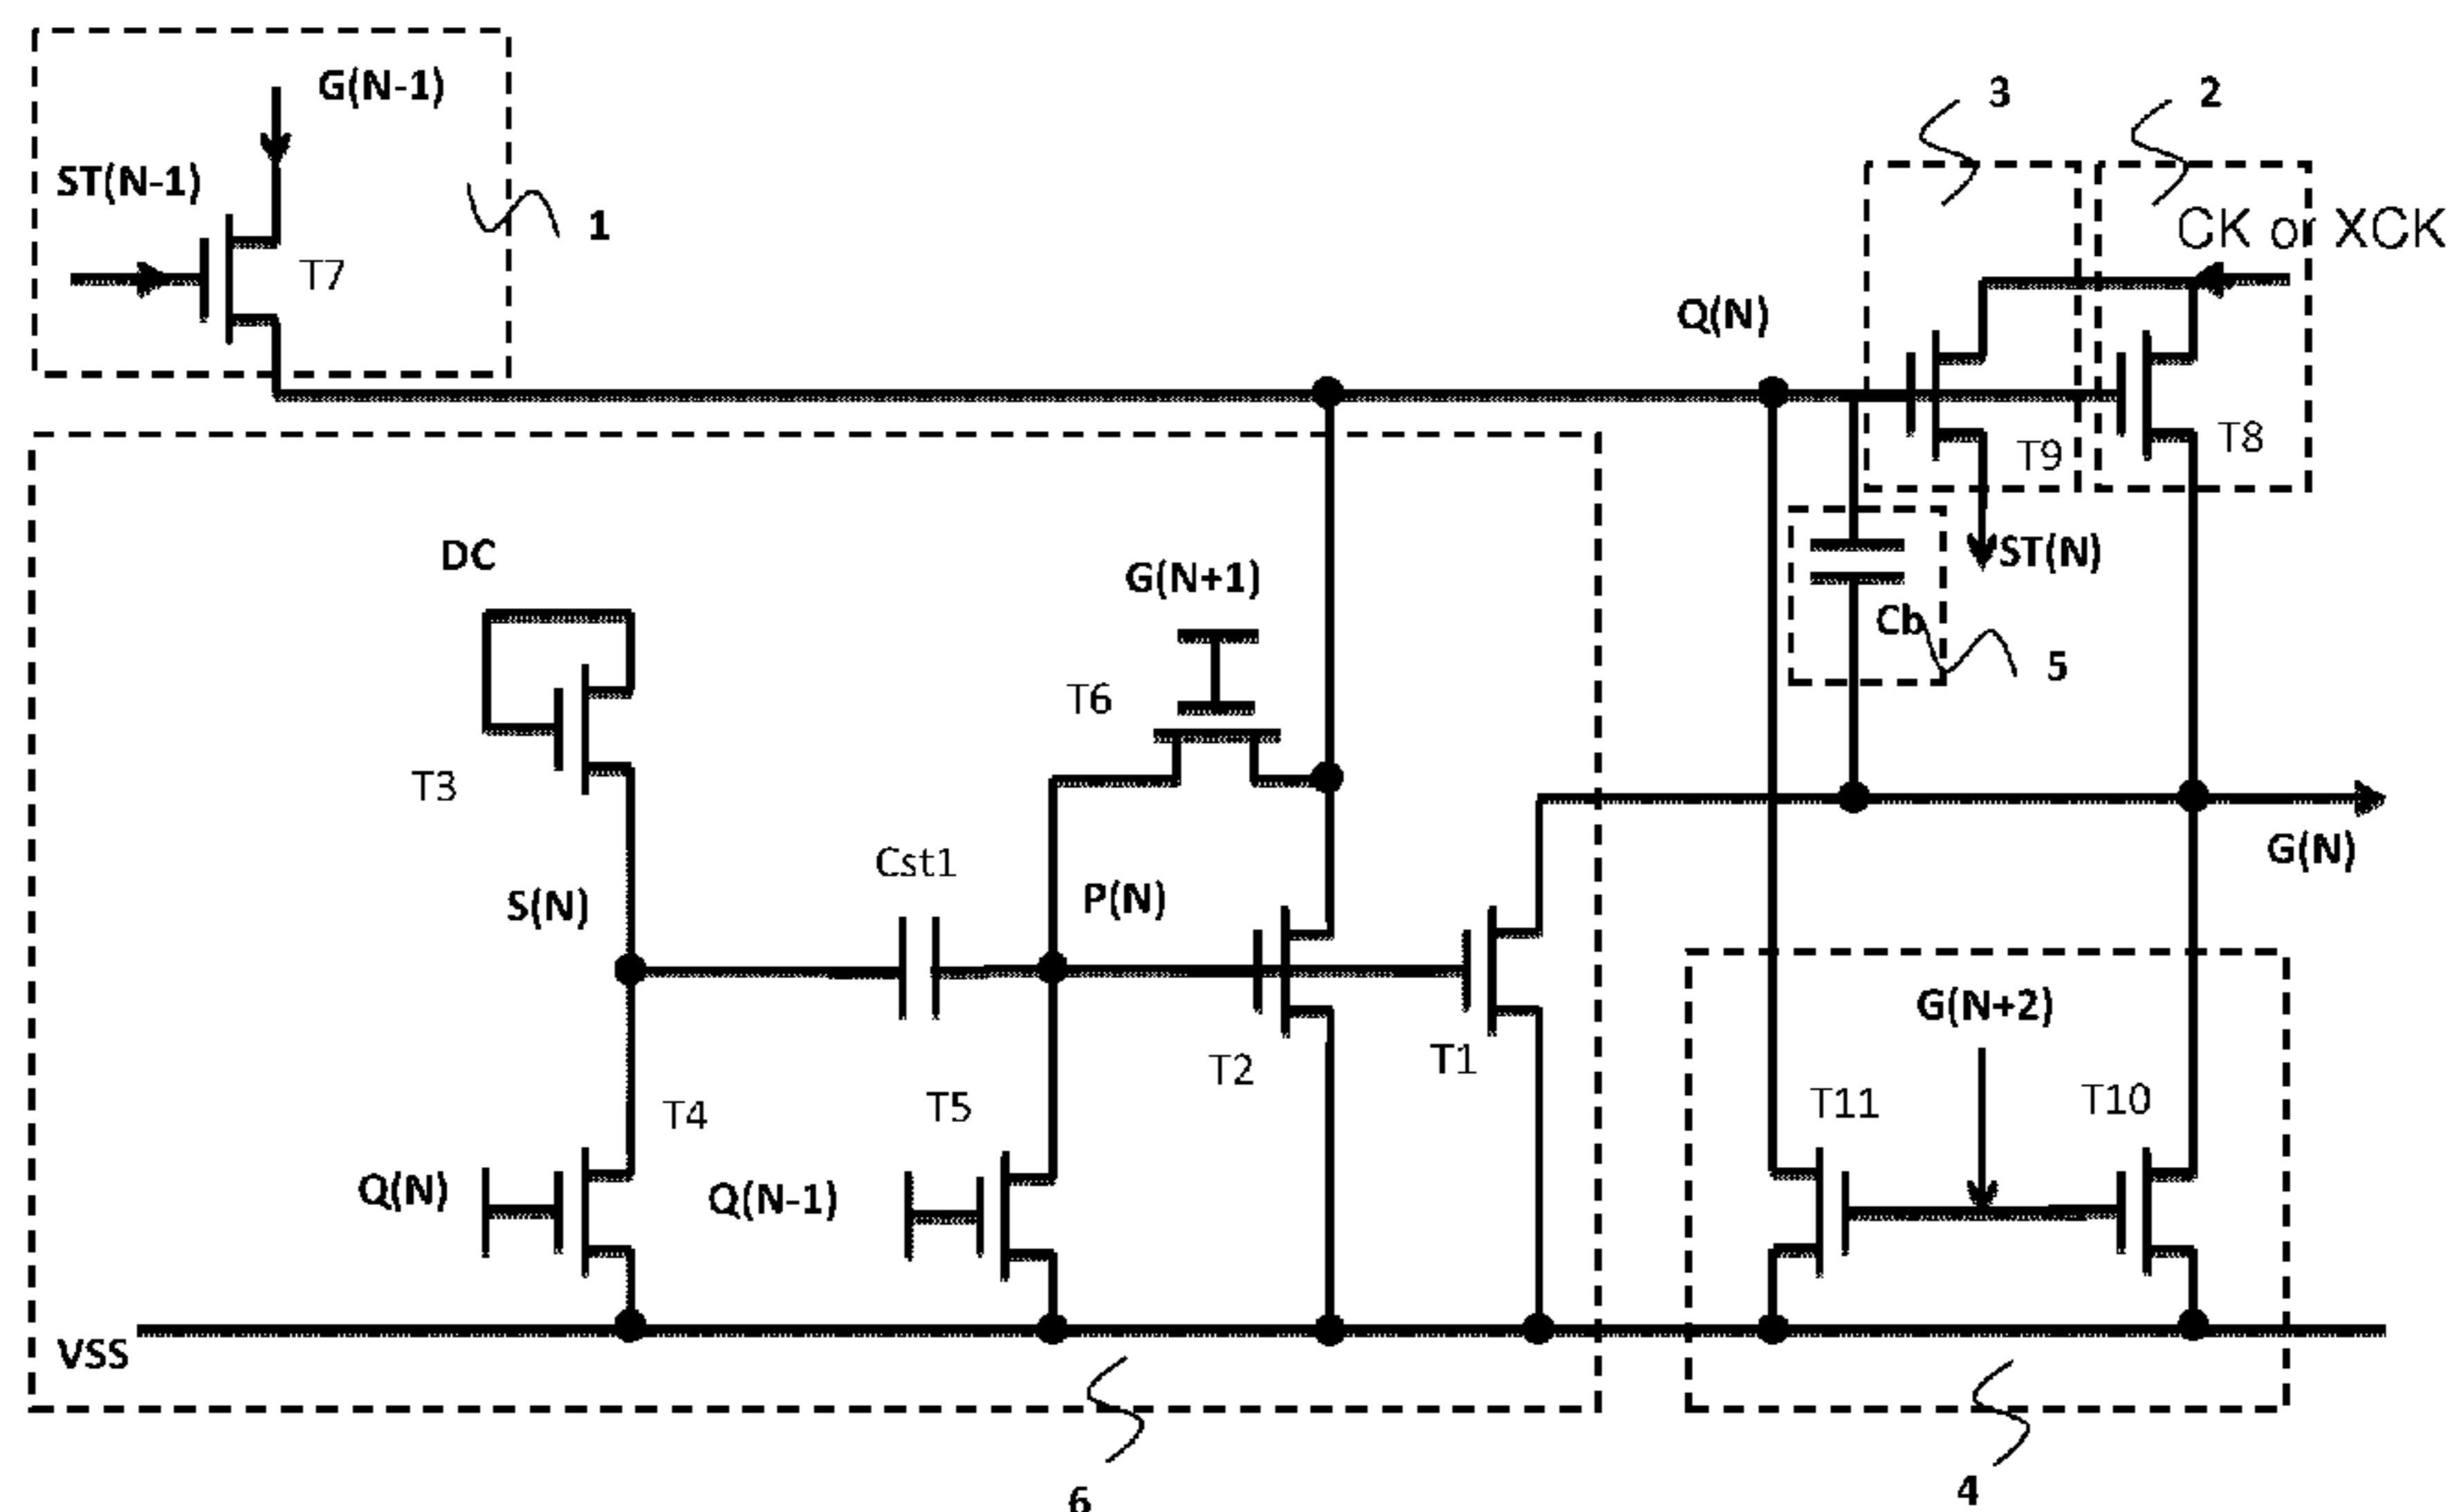 G(N-1)
3
2
ST(N-1)
1
CK or XCK
T7
Q(N)
T9
T8
DC
G(N+1)
ST(N)
Cb
5
T6
T3
Cst1
G(N)
S(N)
P(N)
G(N+2)
T2
T1
T4
T5
T11
T10
Q(N)
Q(N-1)
VSS
6
4